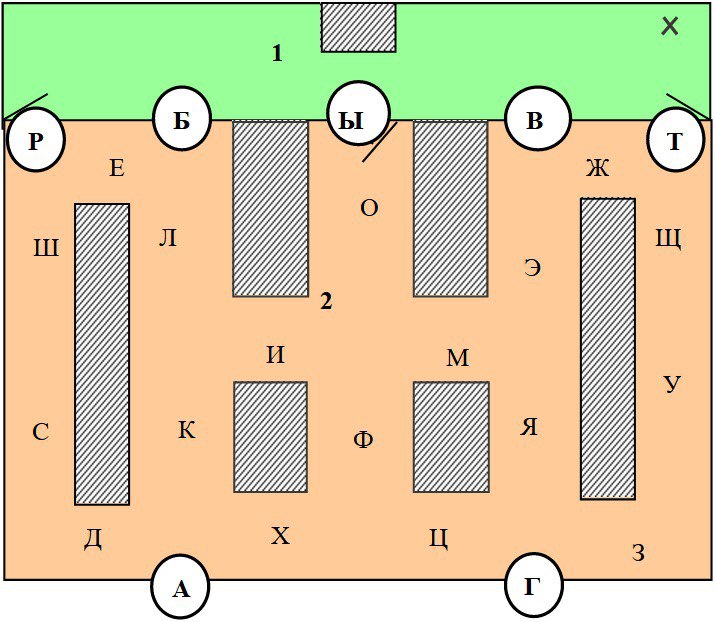 1
Р Б Ы В Т
Е Ж
О
Ш Л Щ
Э
2
И М
У
С К Ф Я
Д Х Ц З
А Г